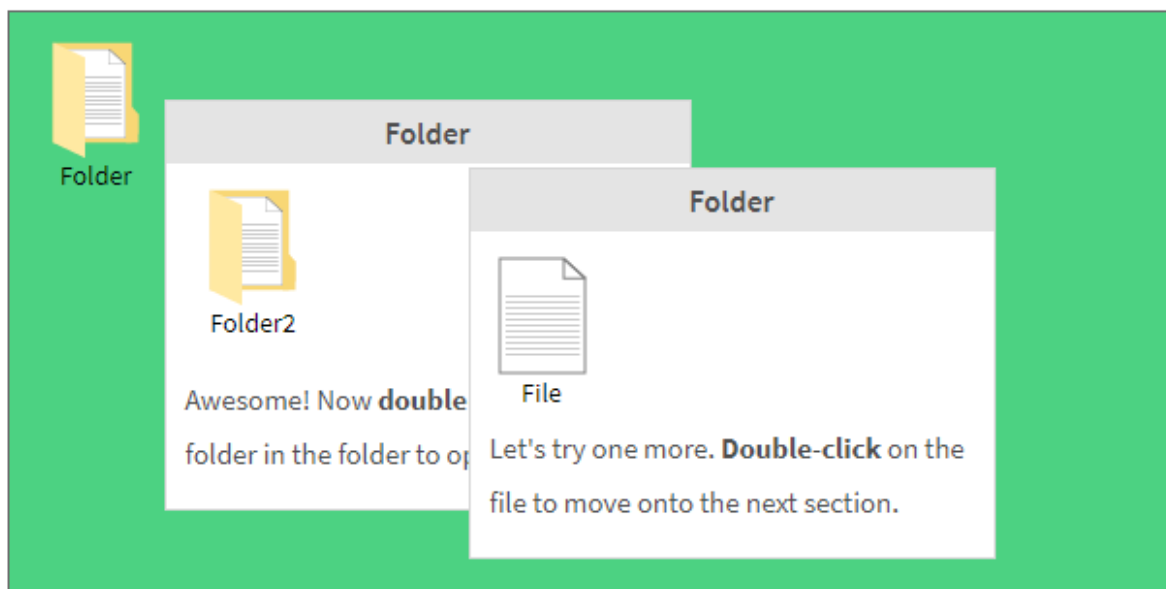 Folder
Folder
Folder2
Awesome! Now double
folder in the folder to
Folder
File
Let's try one more. Double-click on the
file to move onto the next section.